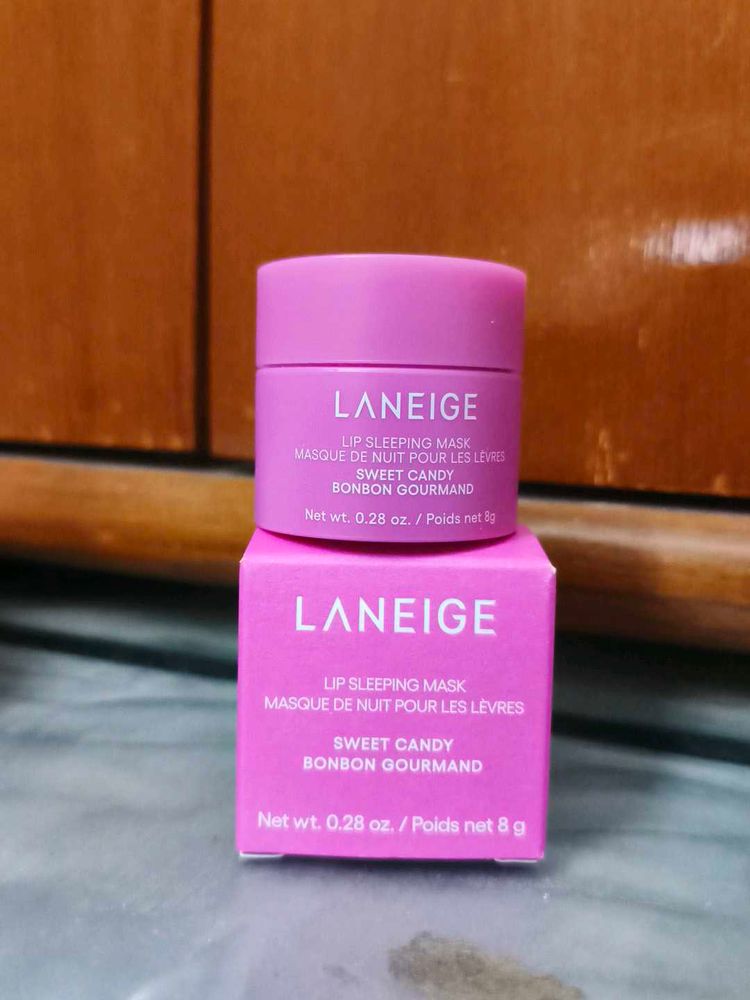 LANEIGE
LIP SLEEPING MASK
MASQUE DE NUIT POUR LES LÈVRES
SWEET CANDY
BONBON GOURMAND
Net wt. 0.28 oz. / Poids net 8g
LANEIGE
LIP SLEEPING MASK
MASQUE DE NUIT POUR LES LÈVRES
SWEET CANDY
BONBON GOURMAND
Net wt. 0.28 oz. / Poids net 8 g